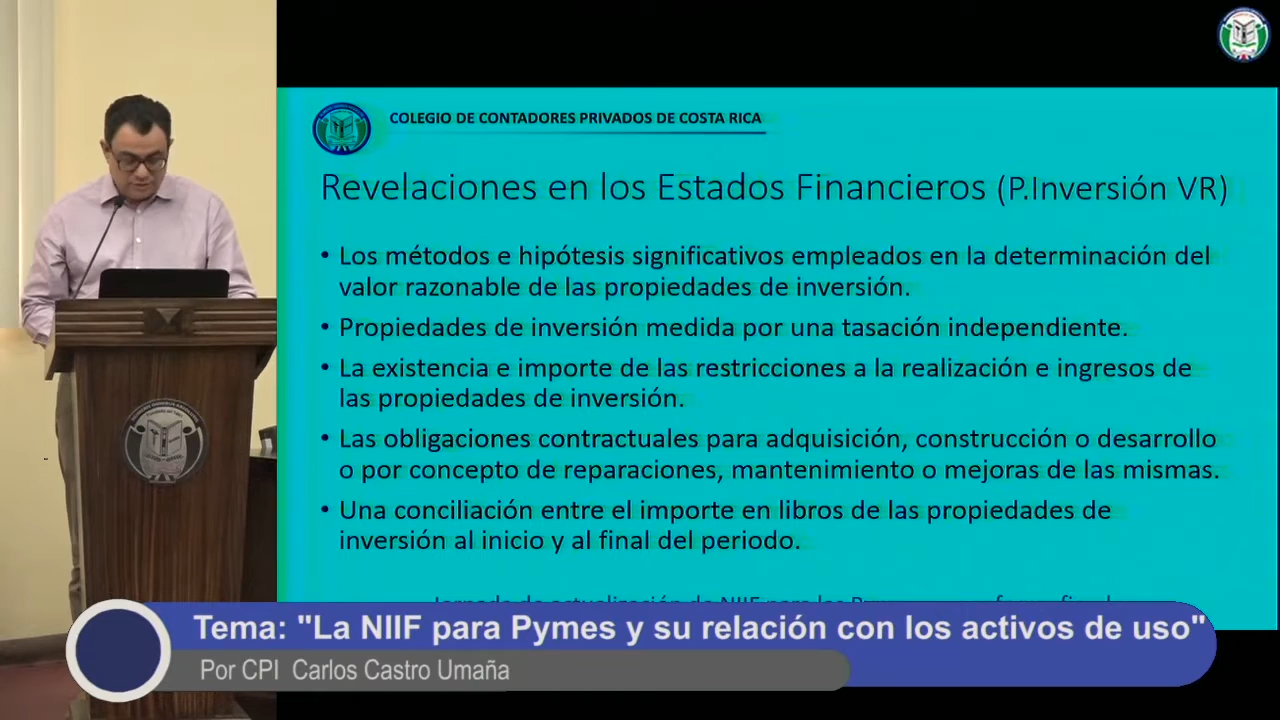 COLEGIO DE CONTADORES PRIVADOS DE COSTA RICA
Revelaciones en los Estados Financieros (P.Inversión VR)
• Los métodos e hipótesis significativos empleados en la determinación del
valor razonable de las propiedades de inversión.
• Propiedades de inversión medida por una tasación independiente.
• La existencia e importe de las restricciones a la realización e ingresos de
las propiedades de inversión.
• Las obligaciones contractuales para adquisición, construcción o desarrollo
o por concepto de reparaciones, mantenimiento o mejoras de las mismas.
• Una conciliación entre el importe en libros de las propiedades de
inversión al inicio y al final del periodo.
Tema: "La NIIF para Pymes y su relación con los activos de uso"
Por CPI Carlos Castro Umaña